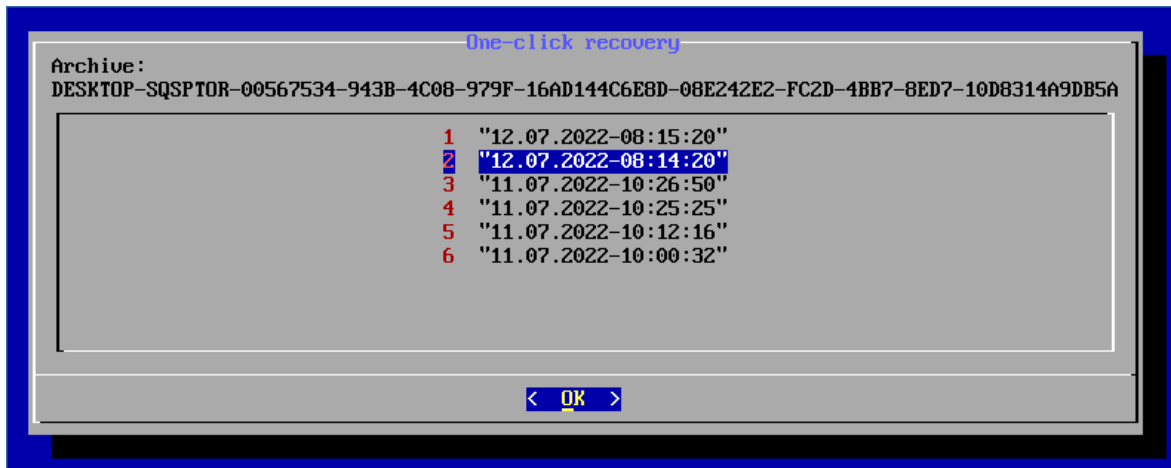 One-click recovery
Archive:
DESKTOP-SQSPTOR-00567534-943B-4C08-979F-16AD144C6E8D-08E242E2-FC2D-4BB7-8ED7-10D8314A9DB5A
1 "12.07.2022-08:15:20"
2 "12.07.2022-08:14:20"
3 "11.07.2022-10:26:50"
4 "11.07.2022-10:25:25"
5 "11.07.2022-10:12:16"
6 "11.07.2022-10:00:32"
< OK >